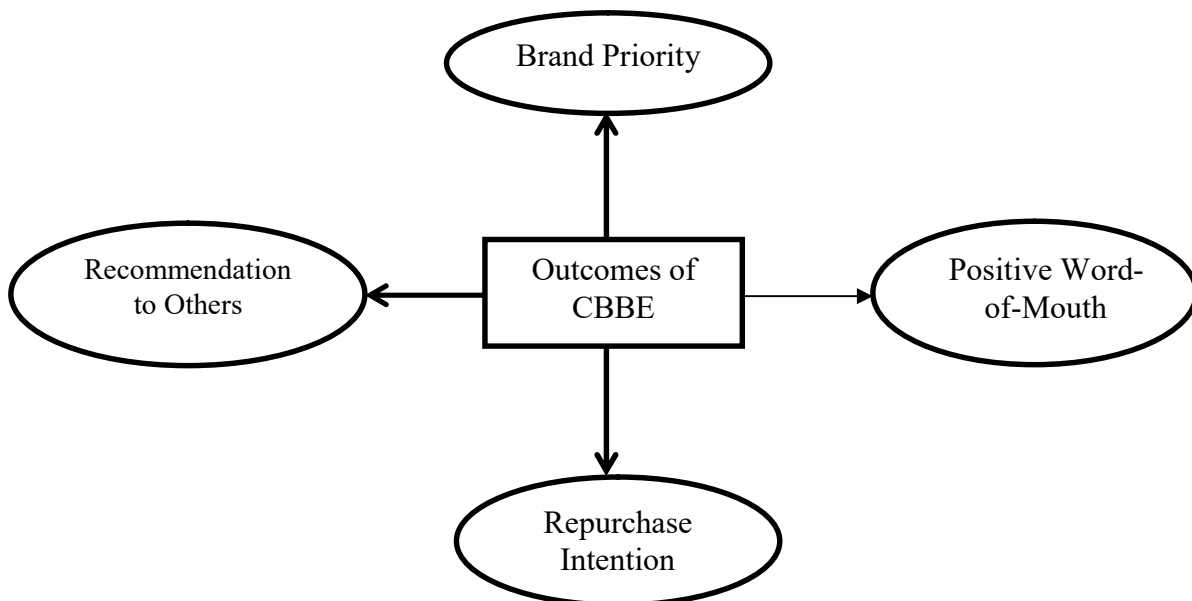 Brand Priority
Recommendation
to Others
Outcomes of
CBBE
Positive Word-
of-Mouth
Repurchase
Intention